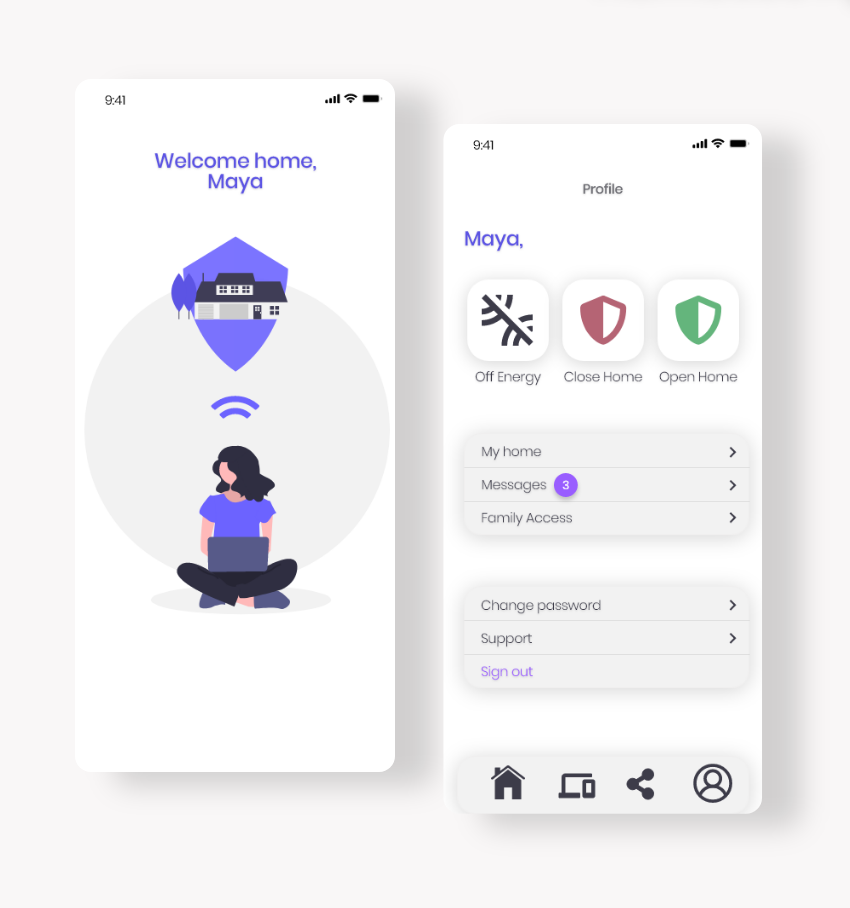 9:41
Welcome home,
Maya
9:41
Profile
Maya,
Off Energy
Close Home
Open Home
My home
Messages 3
Family Access
Change password
Support
Sign out